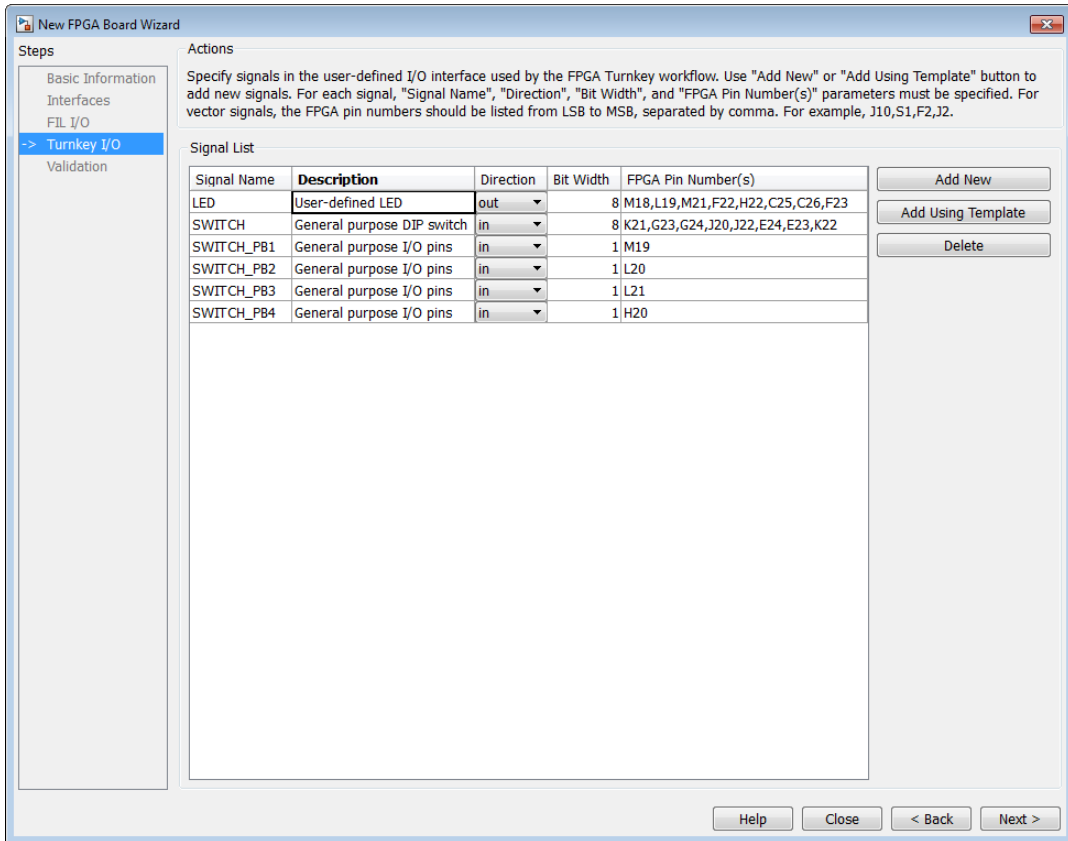 New FPGA Board Wizard
Steps
Basic Information
Interfaces
FIL I/O
-> Turnkey I/O
Validation
Actions
Specify signals in the user-defined I/O interface used by the FPGA Turnkey workflow. Use "Add New" or "Add Using Template" button to
add new signals. For each signal, "Signal Name", "Direction", "Bit Width", and "FPGA Pin Number(s)" parameters must be specified. For
vector signals, the FPGA pin numbers should be listed from LSB to MSB, separated by comma. For example, J10,S1,F2,J2.
Signal List
Signal Name Description Direction Bit Width FPGA Pin Number(s)
LED User-defined LED out 8 M18,L19,M21,F22,H22,C25,C26,F23
SWITCH General purpose DIP switch in 8 K21,G23,G24,J20,J22,E24,E23,K22
SWITCH_PB1 General purpose I/O pins in 1 M19
SWITCH_PB2 General purpose I/O pins in 1 L20
SWITCH_PB3 General purpose I/O pins in 1 L21
SWITCH_PB4 General purpose I/O pins in 1 H20
Add New
Add Using Template
Delete
Help Close < Back Next >